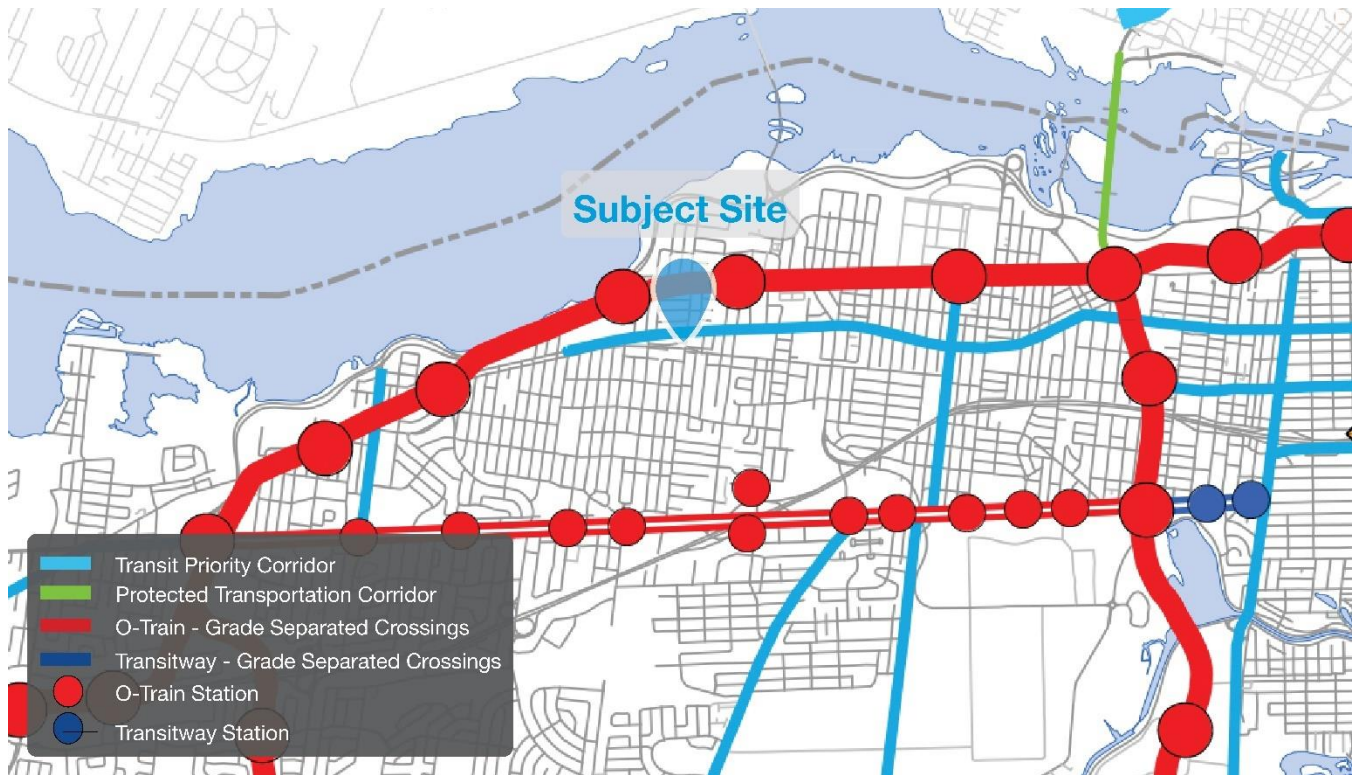 Subject Site
Transit Priority Corridor
Protected Transportation Corridor
O-Train - Grade Separated Crossings
Transitway - Grade Separated Crossings
O-Train Station
Transitway Station